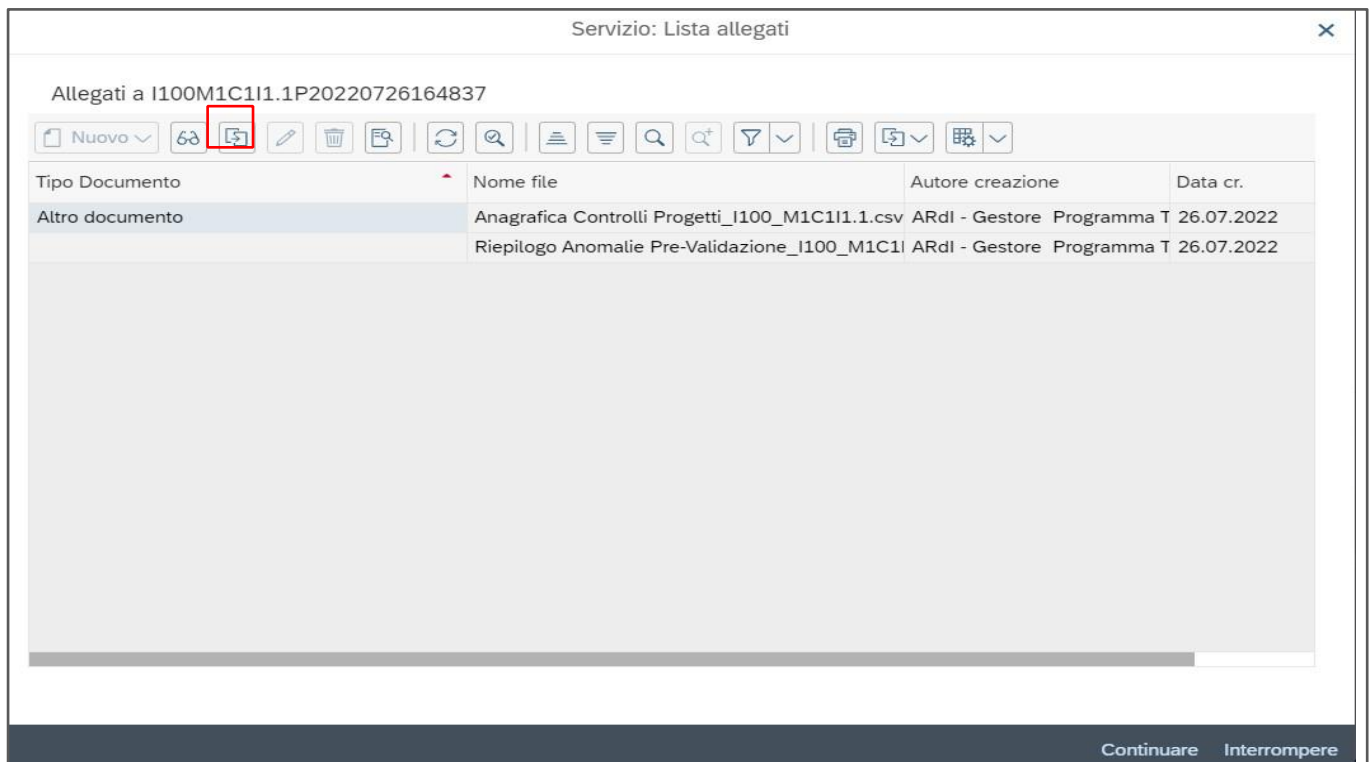 Servizio: Lista allegati
Allegati a I100M1C1I1.1P20220726164837
Nuovo
Tipo Documento Nome file Autore creazione Data cr.
Altro documento Anagrafica Controlli Progetti_I100_M1C1I1.1.csv ARdI - Gestore Programma T 26.07.2022
Riepilogo Anomalie Pre-Validazione_I100_M1C1I ARdI - Gestore Programma T 26.07.2022
Continuare Interrompere